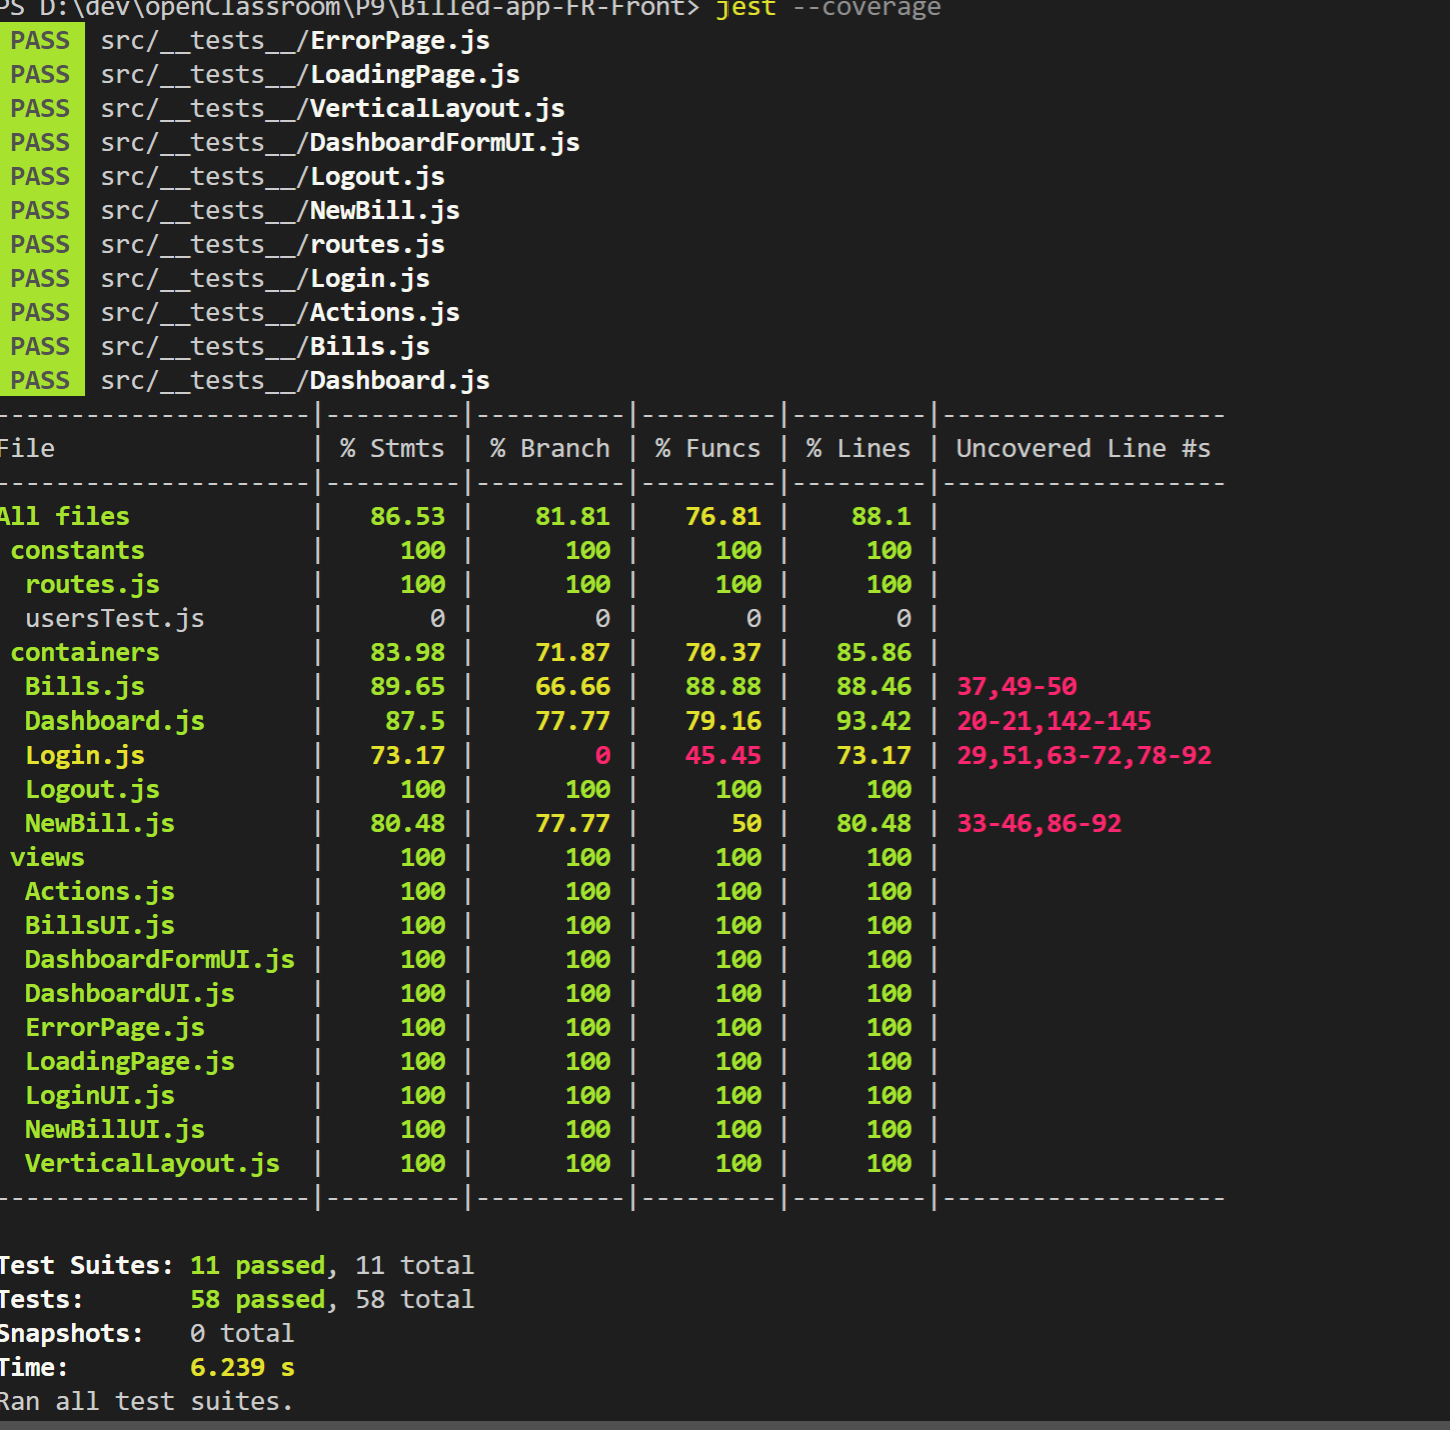 PS D:\dev\openClassroom\P9\Billed-app-FR-Front> jest --coverage
PASS src/__tests__/ErrorPage.js
PASS src/__tests__/LoadingPage.js
PASS src/__tests__/VerticalLayout.js
PASS src/__tests__/DashboardFormUI.js
PASS src/__tests__/Logout.js
PASS src/__tests__/NewBill.js
PASS src/__tests__/routes.js
PASS src/__tests__/Login.js
PASS src/__tests__/Actions.js
PASS src/__tests__/Bills.js
PASS src/__tests__/Dashboard.js
---------------------|---------|----------|---------|---------|-------------------
File                 | % Stmts | % Branch | % Funcs | % Lines | Uncovered Line #s
---------------------|---------|----------|---------|---------|-------------------
All files            |   86.53 |    81.81 |   76.81 |    88.1 |
 constants           |     100 |      100 |     100 |     100 |
  routes.js          |     100 |      100 |     100 |     100 |
  usersTest.js       |       0 |        0 |       0 |       0 |
 containers          |   83.98 |    71.87 |   70.37 |   85.86 |
  Bills.js           |   89.65 |    66.66 |   88.88 |   88.46 | 37,49-50
  Dashboard.js       |    87.5 |    77.77 |   79.16 |   93.42 | 20-21,142-145
  Login.js           |   73.17 |        0 |   45.45 |   73.17 | 29,51,63-72,78-92
  Logout.js          |     100 |      100 |     100 |     100 |
  NewBill.js         |   80.48 |    77.77 |      50 |   80.48 | 33-46,86-92
 views               |     100 |      100 |     100 |     100 |
  Actions.js         |     100 |      100 |     100 |     100 |
  BillsUI.js         |     100 |      100 |     100 |     100 |
  DashboardFormUI.js |     100 |      100 |     100 |     100 |
  DashboardUI.js     |     100 |      100 |     100 |     100 |
  ErrorPage.js       |     100 |      100 |     100 |     100 |
  LoadingPage.js     |     100 |      100 |     100 |     100 |
  LoginUI.js         |     100 |      100 |     100 |     100 |
  NewBillUI.js       |     100 |      100 |     100 |     100 |
  VerticalLayout.js  |     100 |      100 |     100 |     100 |
---------------------|---------|----------|---------|---------|-------------------
Test Suites: 11 passed, 11 total
Tests:       58 passed, 58 total
Snapshots:   0 total
Time:        6.239 s
Ran all test suites.